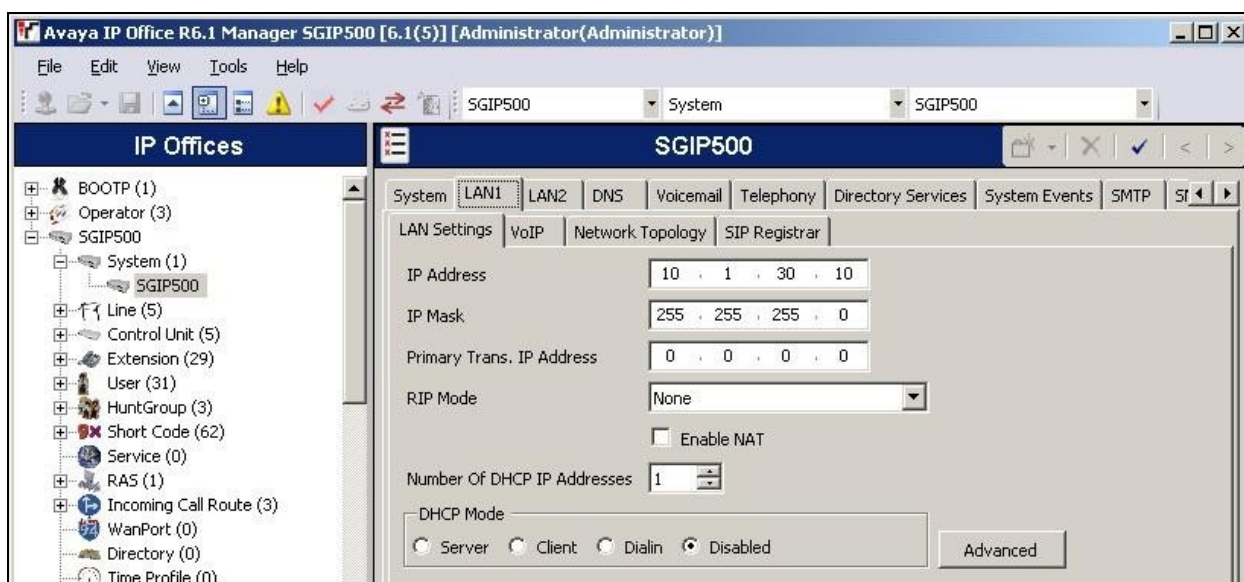 Avaya IP Office R6.1 Manager SGIP500 [6.1(5)] [Administrator(Administrator)]
File Edit View Tools Help
SGIP500 System SGIP500
IP Offices
BOOTP (1)
Operator (3)
SGIP500
System (1)
SGIP500
Line (5)
Control Unit (5)
Extension (29)
User (31)
HuntGroup (3)
Short Code (62)
Service (0)
RAS (1)
Incoming Call Route (3)
WanPort (0)
Directory (0)
Time Profile (0)
SGIP500
System LAN1 LAN2 DNS Voicemail Telephony Directory Services System Events SMTP
LAN Settings VoIP Network Topology SIP Registrar
IP Address 10 . 1 . 30 . 10
IP Mask 255 . 255 . 255 . 0
Primary Trans. IP Address 0 . 0 . 0 . 0
RIP Mode None
Enable NAT
Number Of DHCP IP Addresses 1
DHCP Mode
Server Client Dialin Disabled Advanced